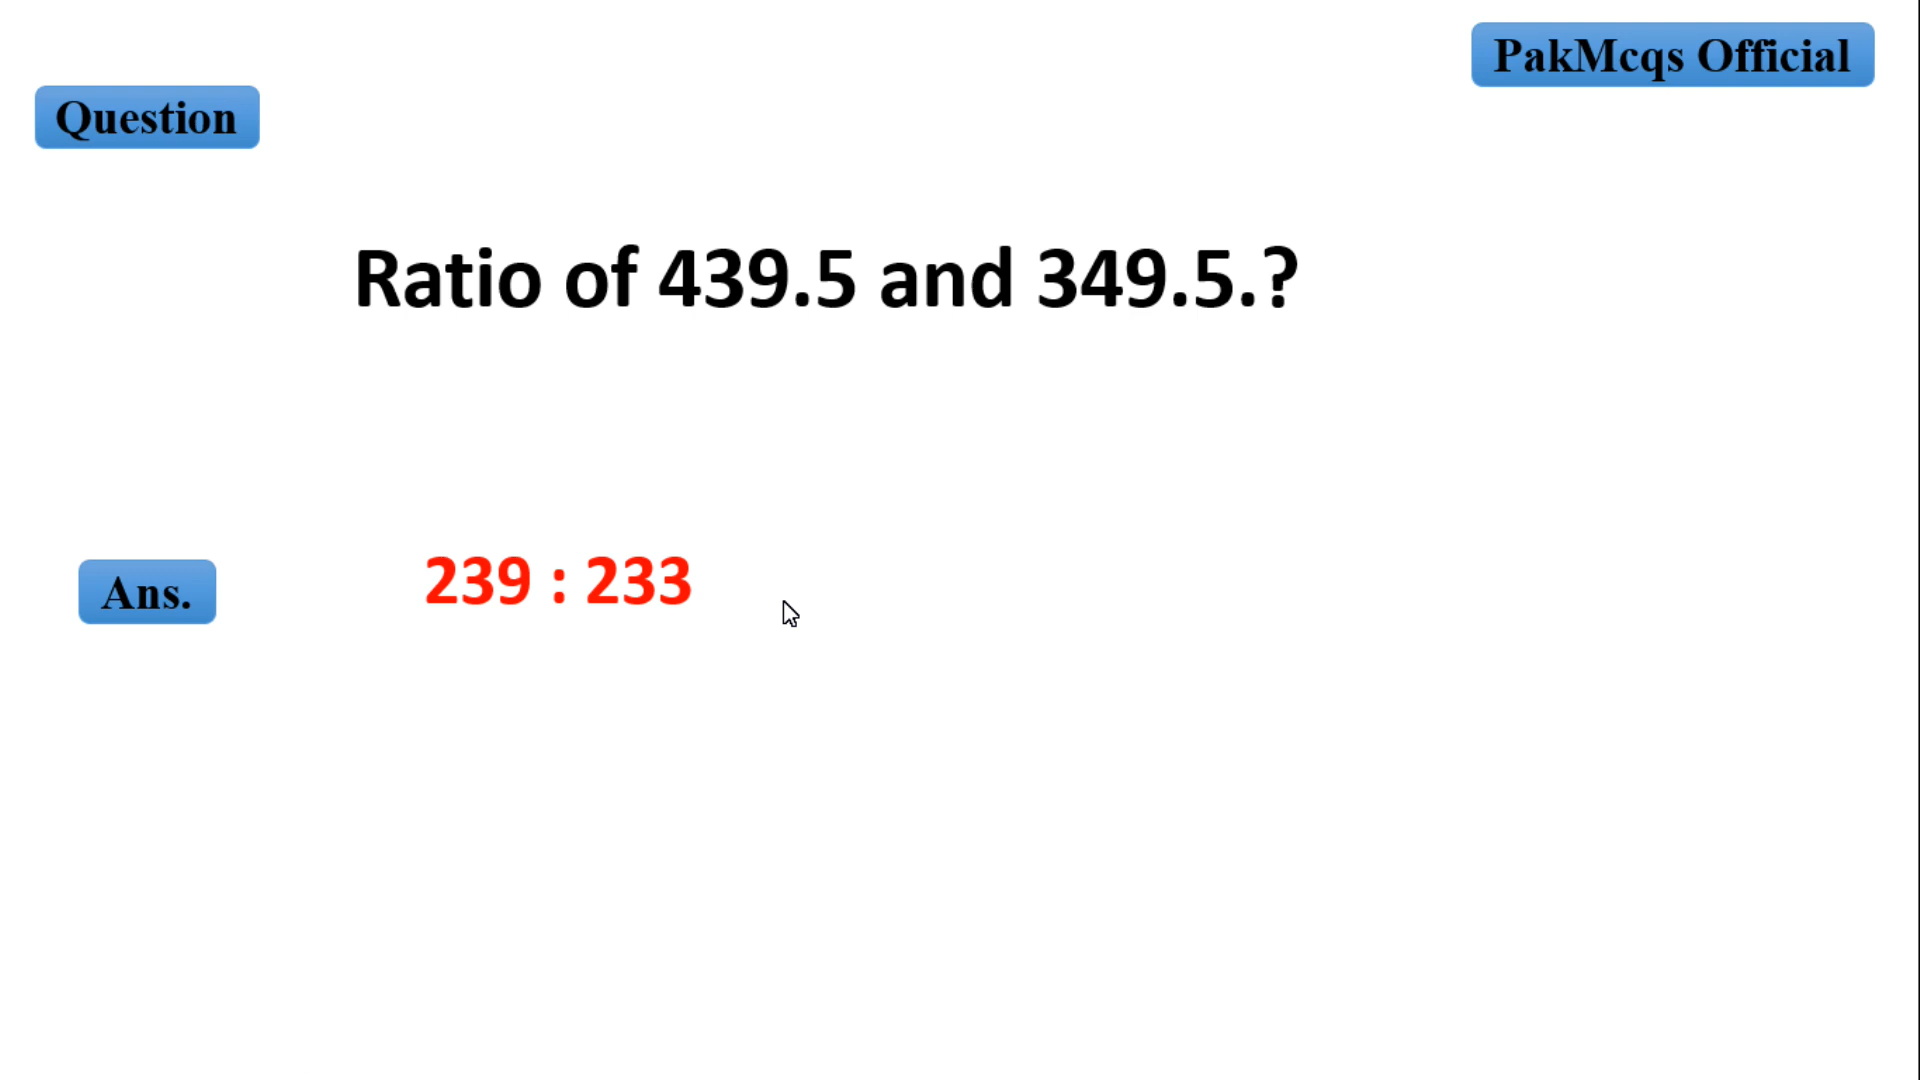 PakMcqs Official
Question
Ratio of 439.5 and 349.5.?
Ans.
239 : 233